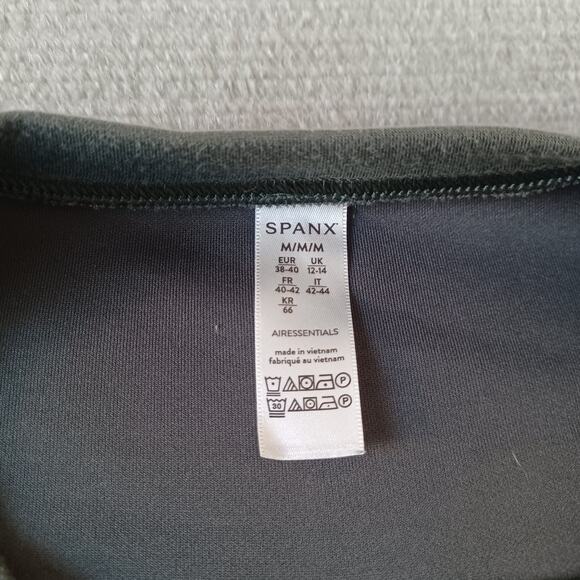 SPANX
M/M/M
EUR UK
38-40 12-14
FR IT
40-42 42-44
KR
66
AIRESSENTIALS
made in vietnam
fabriqué au vietnam
P
30 P